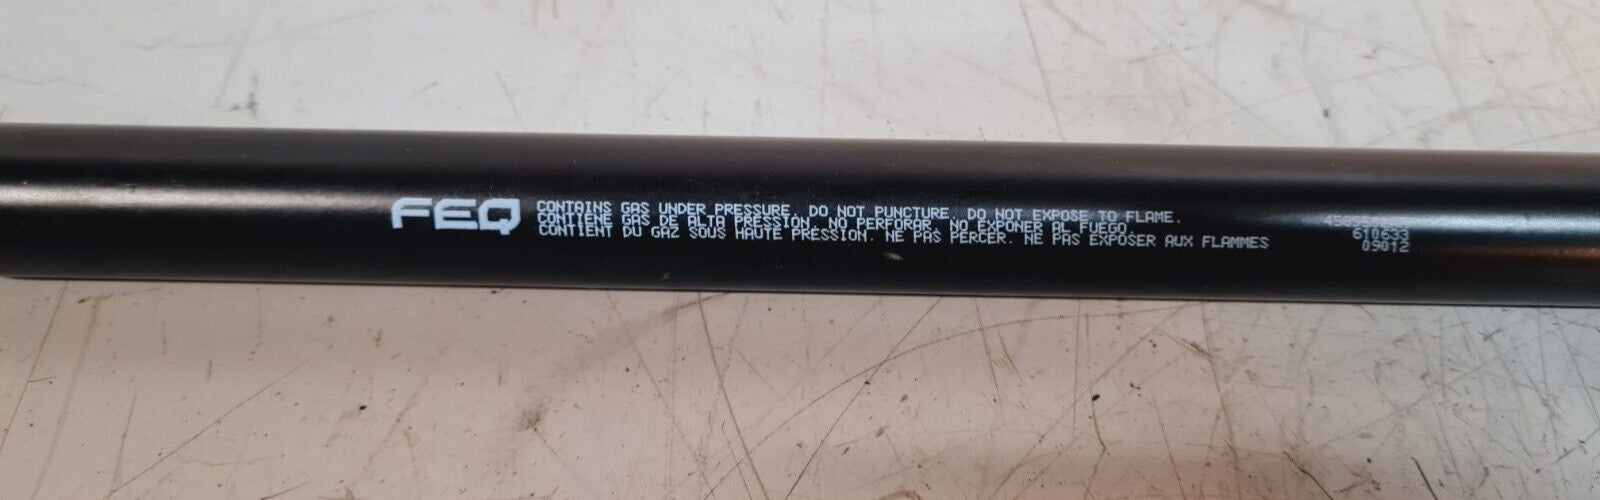 FEQ
CONTAINS GAS UNDER PRESSURE. DO NOT PUNCTURE. DO NOT EXPOSE TO FLAME.
CONTIENE GAS DE ALTA PRESSIÓN. NO PERFORAR. NO EXPONER AL FUEGO.
CONTIENT DU GAZ SOUS HAUTE PRESSION. NE PAS PERCER. NE PAS EXPOSER AUX FLAMMES
610633
09012